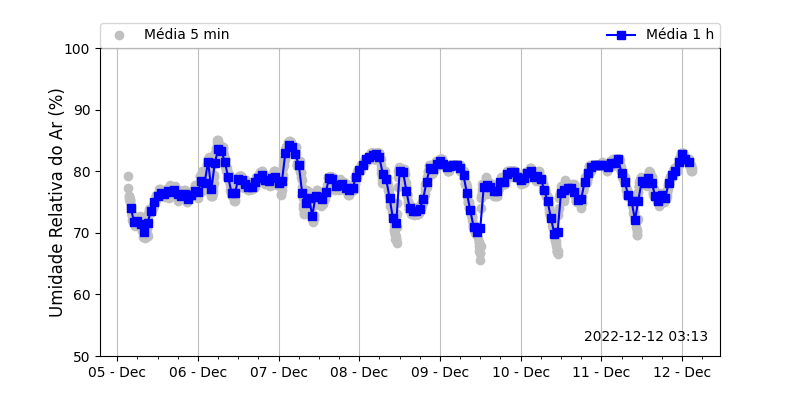 Média 5 min
Média 1 h
100
90
80
70
60
50
Umidade Relativa do Ar (%)
2022-12-12 03:13
05 - Dec
06 - Dec
07 - Dec
08 - Dec
09 - Dec
10 - Dec
11 - Dec
12 - Dec